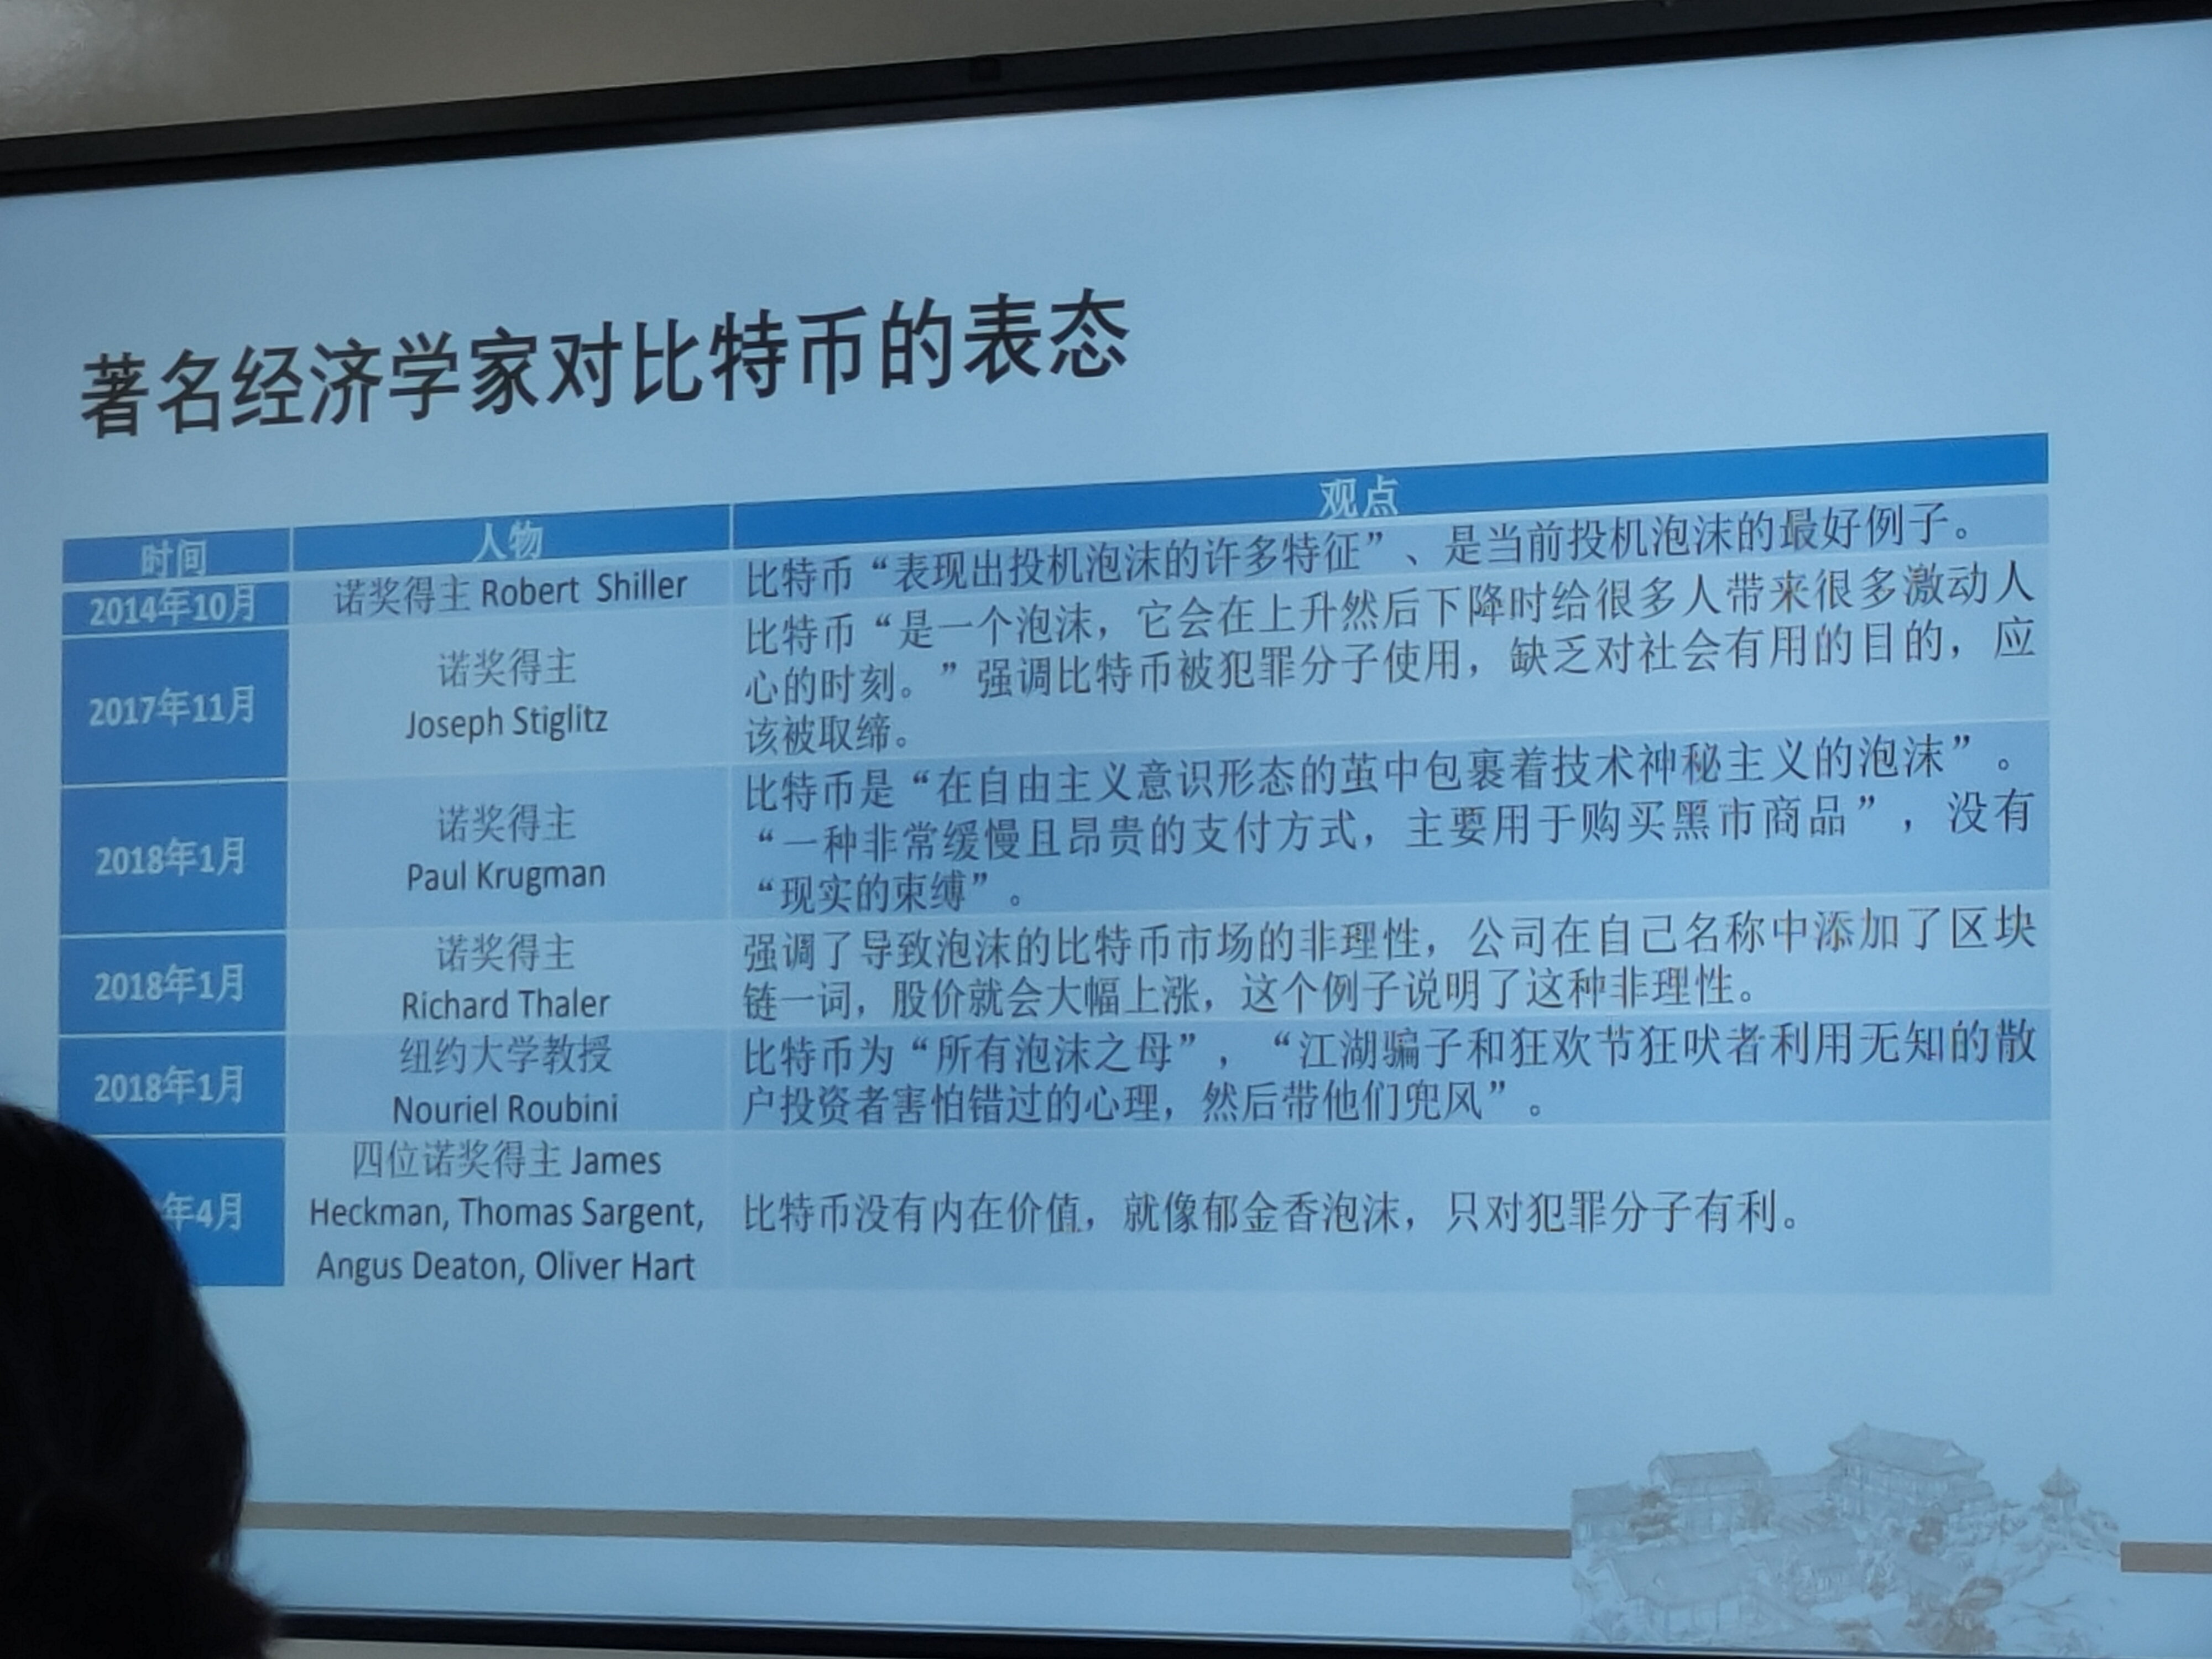 著名经济学家对比特币的表态
时间 人物 观点
2014年10月 诺奖得主 Robert Shiller 比特币“表现出投机泡沫的许多特征”、是当前投机泡沫的最好例子。
2017年11月
诺奖得主
Joseph Stiglitz
比特币“是一个泡沫，它会在上升然后下降时给很多人带来很多激动人
心的时刻。”强调比特币被犯罪分子使用，缺乏对社会有用的目的，应
该被取缔。
2018年1月
诺奖得主
Paul Krugman
比特币是“在自由主义意识形态的茧中包裹着技术神秘主义的泡沫”。
“一种非常缓慢且昂贵的支付方式，主要用于购买黑市商品”，没有
“现实的束缚”。
2018年1月
诺奖得主
Richard Thaler
强调了导致泡沫的比特币市场的非理性，公司在自己名称中添加了区块
链一词，股价就会大幅上涨，这个例子说明了这种非理性。
2018年1月
纽约大学教授
Nouriel Roubini
比特币为“所有泡沫之母”，“江湖骗子和狂欢节狂吠者利用无知的散
户投资者害怕错过的心理，然后带他们兜风”。
年4月
四位诺奖得主 James
Heckman, Thomas Sargent,
Angus Deaton, Oliver Hart
比特币没有内在价值，就像郁金香泡沫，只对犯罪分子有利。